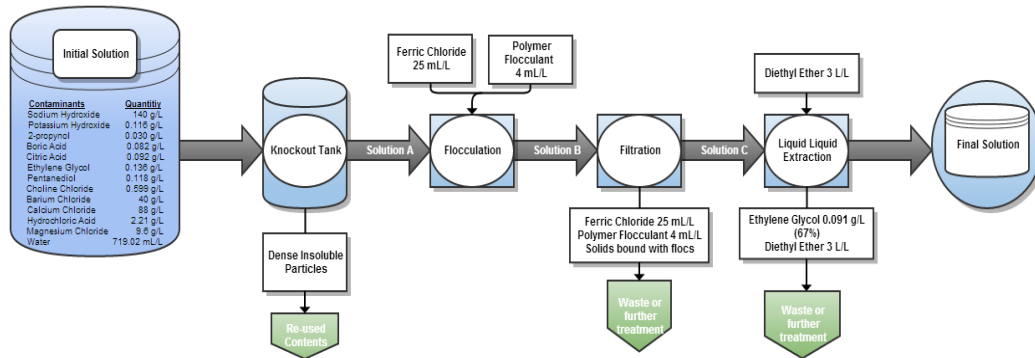 Initial Solution
Contaminants Quantitiy
Sodium Hydroxide 140 g/L
Potassium Hydroxide 0.116 g/L
2-propynol 0.030 g/L
Boric Acid 0.082 g/L
Citric Acid 0.092 g/L
Ethylene Glycol 0.136 g/L
Pentanediol 0.118 g/L
Choline Chloride 0.599 g/L
Barium Chloride 40 g/L
Calcium Chloride 88 g/L
Hydrochloric Acid 2.21 g/L
Magnesium Chloride 9.6 g/L
Water 719.02 mL/L
Knockout Tank
Dense Insoluble
Particles
Re-used
Contents
Solution A
Ferric Chloride
25 mL/L
Polymer
Flocculant
4 mL/L
Flocculation
Solution B
Filtration
Ferric Chloride 25 mL/L
Polymer Flocculant 4 mL/L
Solids bound with flocs
Waste or
further
treatment
Solution C
Diethyl Ether 3 L/L
Liquid Liquid
Extraction
Ethylene Glycol 0.091 g/L
(67%)
Diethyl Ether 3 L/L
Waste or
further
treatment
Final Solution